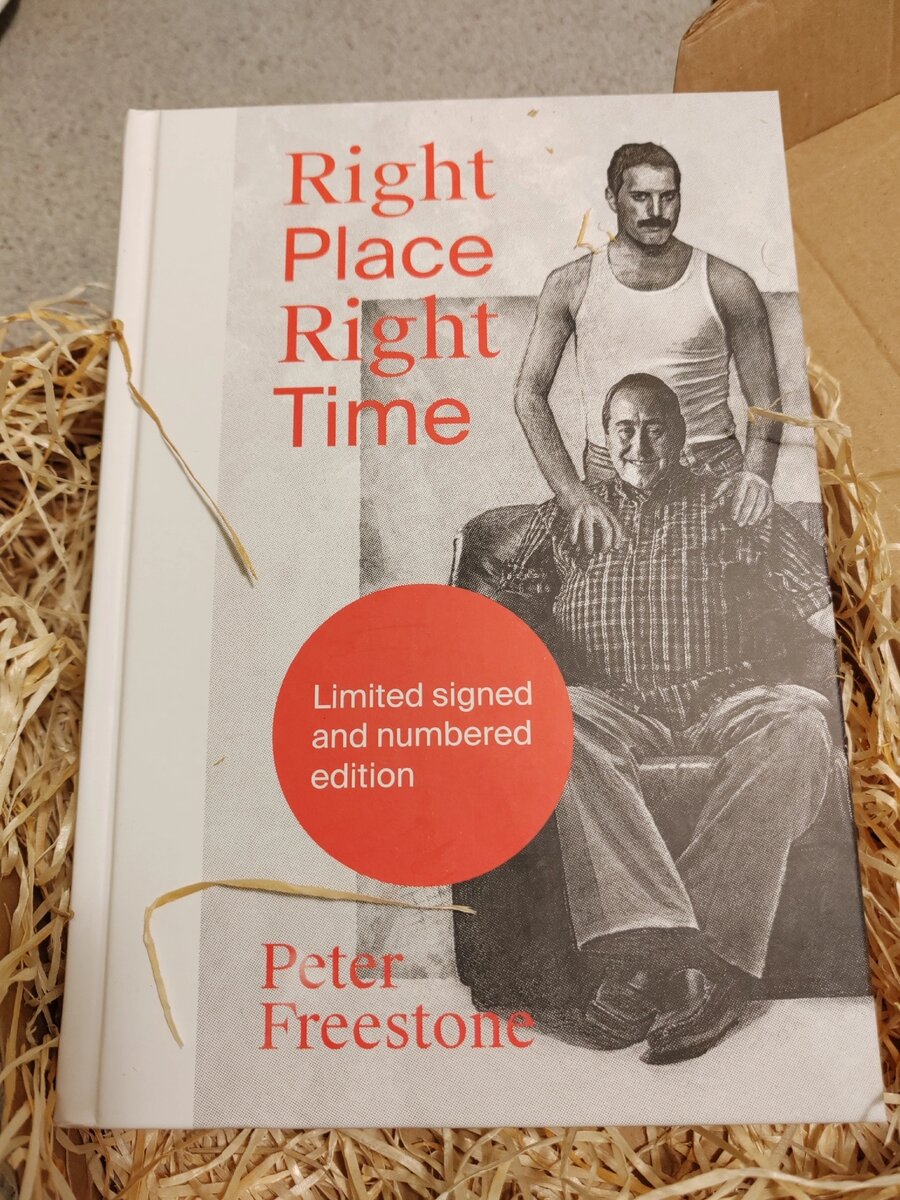 Right
Place
Right
Time
Limited signed
and numbered
edition
Peter
Freestone